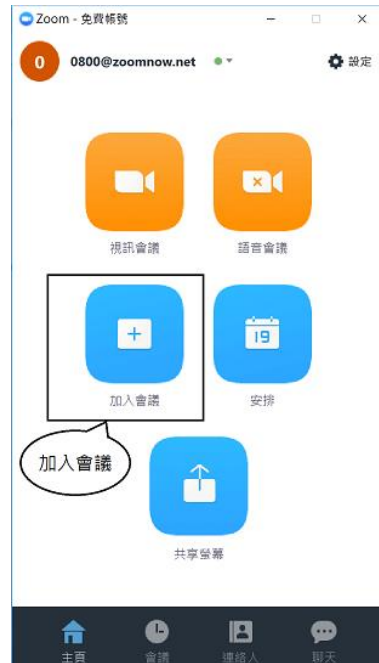 Zoom - 免費帳號
0 0800@zoomnow.net 設定
視訊會議 語音會議
加入會議 安排
19
加入會議
共享螢幕
主頁 會議 連絡人 聊天